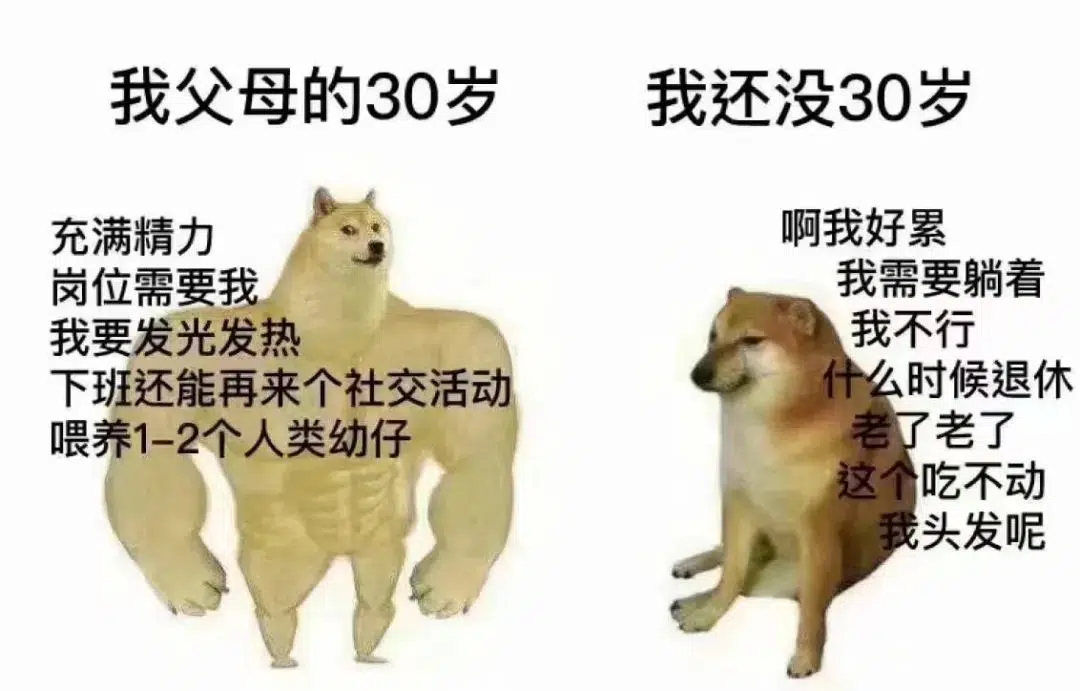 我父母的30岁
充满精力
岗位需要我
我要发光发热
下班还能再来个社交活动
喂养1-2个人类幼仔
我还没30岁
啊我好累
我需要躺着
我不行
什么时候退休
老了老了
这个吃不动
我头发呢